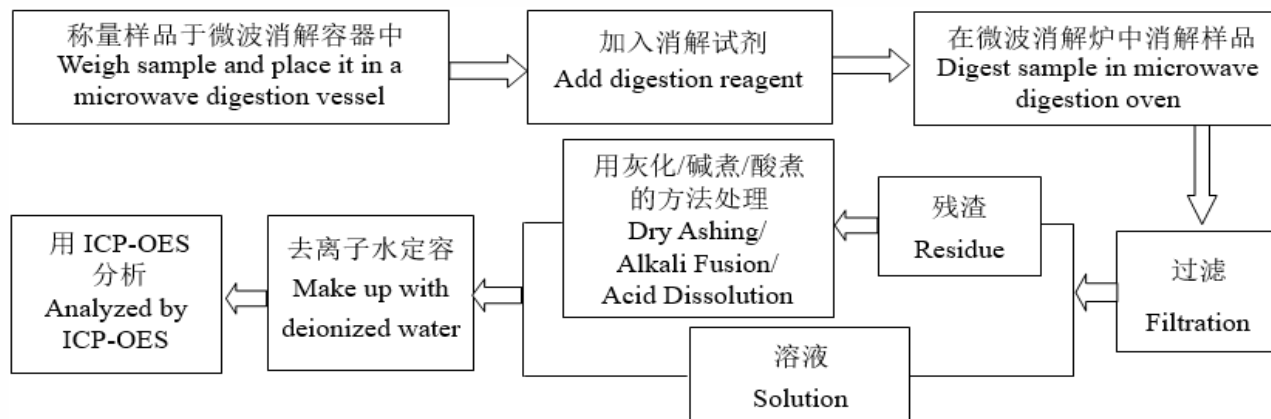 称量样品于微波消解容器中
Weigh sample and place it in a
microwave digestion vessel
加入消解试剂
Add digestion reagent
在微波消解炉中消解样品
Digest sample in microwave
digestion oven
过滤
Filtration
残渣
Residue
用灰化/碱煮/酸煮
的方法处理
Dry Ashing/
Alkali Fusion/
Acid Dissolution
溶液
Solution
去离子水定容
Make up with
deionized water
用 ICP-OES
分析
Analyzed by
ICP-OES